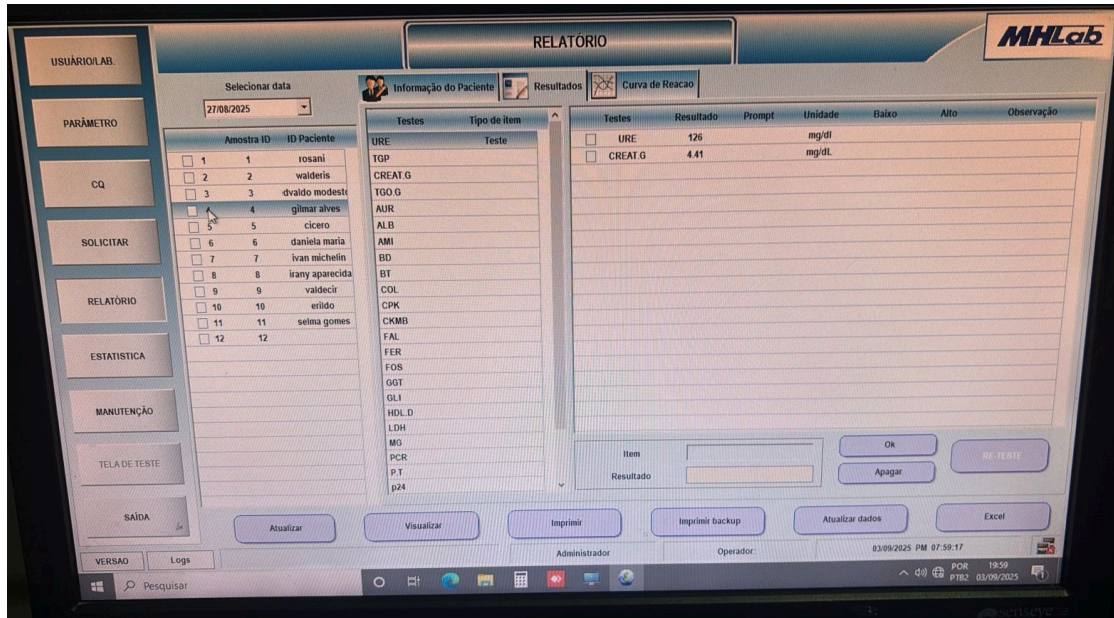 RELATÓRIO
MHLab
USUÁRIO/LAB.
PARÂMETRO
CQ
SOLICITAR
RELATÓRIO
ESTATISTICA
MANUTENÇÃO
TELA DE TESTE
SAÍDA
Selecionar data
27/08/2025
Amostra ID ID Paciente
1 1 rosani
2 2 walderis
3 3 dvaldo modesto
4 gilmar alves
5 5 cicero
6 6 daniela maria
7 7 ivan michelin
8 8 irany aparecida
9 9 valdecir
10 10 erildo
11 11 selma gomes
12 12
Informação do Paciente Resultados Curva de Reacao
Testes Tipo de item
URE Teste
TGP
CREAT.G
TGO.G
AUR
ALB
AMI
BD
BT
COL
CPK
CKMB
FAL
FER
FOS
GGT
GLI
HDL.D
LDH
MG
PCR
P.T
p24
Testes Resultado Prompt Unidade Baixo Alto Observação
URE 126 mg/dl
CREAT.G 4.41 mg/dL
Item
Resultado
Ok
Apagar
RE-TESTE
Atualizar Visualizar Imprimir Imprimir backup Atualizar dados Excel
VERSAO Logs Administrador Operador: 03/09/2025 PM 07:59:17
Pesquisar
POR 19:59
PTB2 03/09/2025
senseye